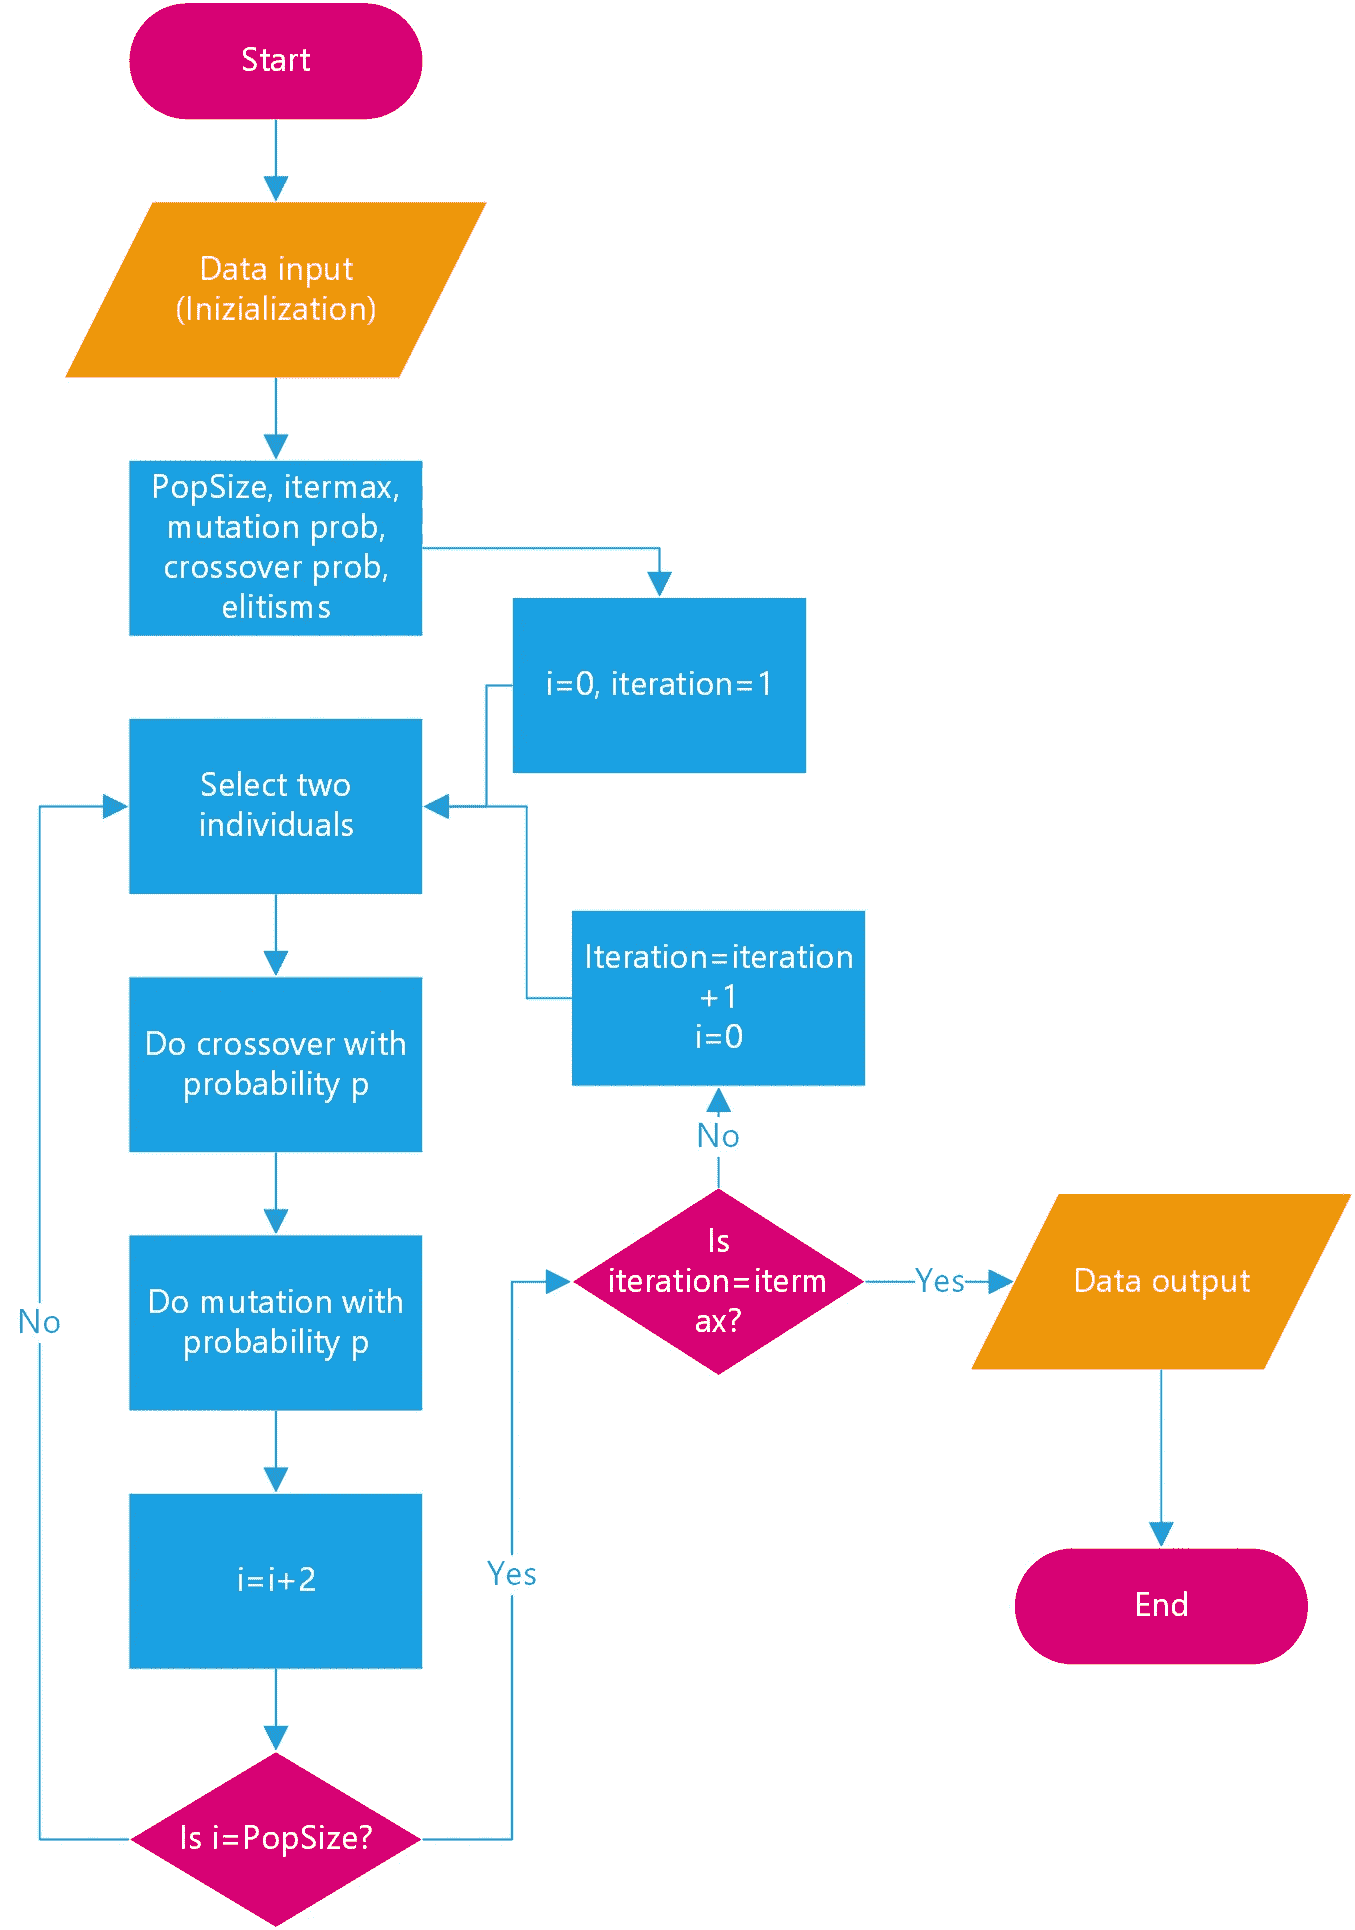 Start
Data input
(Inizialization)
PopSize, itermax,
mutation prob,
crossover prob,
elitisms
i=0, iteration=1
Select two
individuals
Iteration=iteration
+1
i=0
Do crossover with
probability p
No
Is
iteration=iterm
ax?
Yes
Data output
Do mutation with
probability p
No
i=i+2
Yes
End
Is i=PopSize?